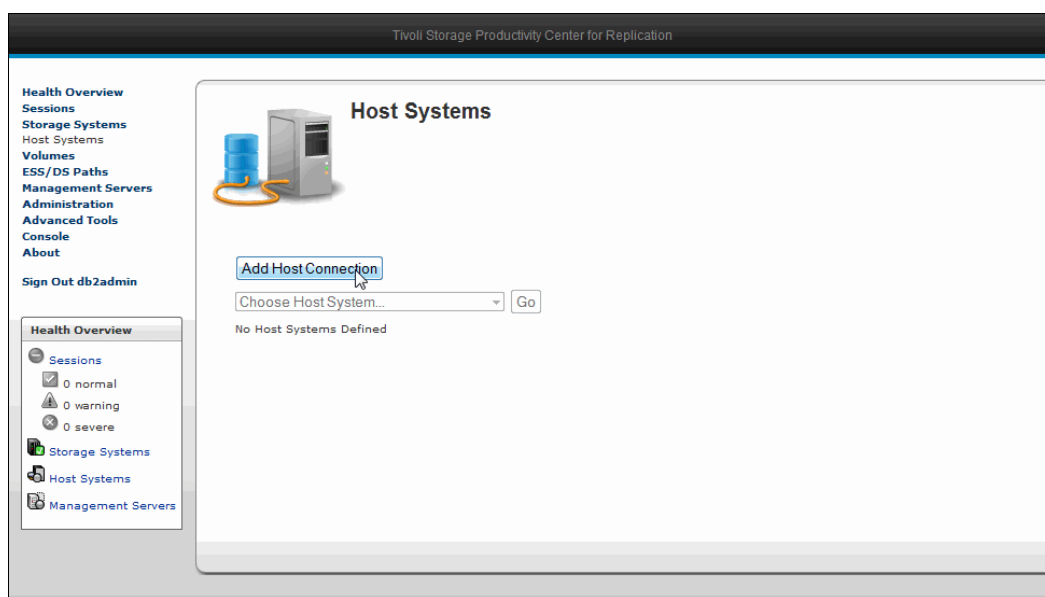 Tivoli Storage Productivity Center for Replication
Health Overview
Sessions
Storage Systems
Host Systems
Volumes
ESS/DS Paths
Management Servers
Administration
Advanced Tools
Console
About
Sign Out db2admin
Health Overview
Sessions
0 normal
0 warning
0 severe
Storage Systems
Host Systems
Management Servers
Host Systems
Add Host Connection
Choose Host System... Go
No Host Systems Defined